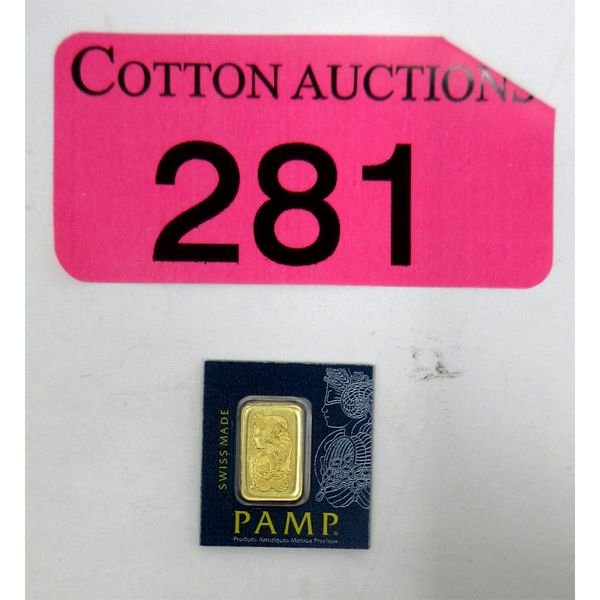 COTTON AUCTIONS
281
SWISS MADE
PAMP®
Produits Artistiques Métaux Précieux